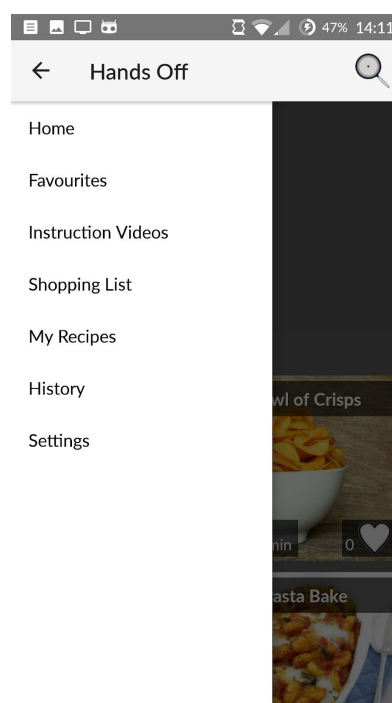 47% 14:11
Hands Off
Home
Favourites
Instruction Videos
Shopping List
My Recipes
History
Settings
wl of Crisps
min
0
asta Bake